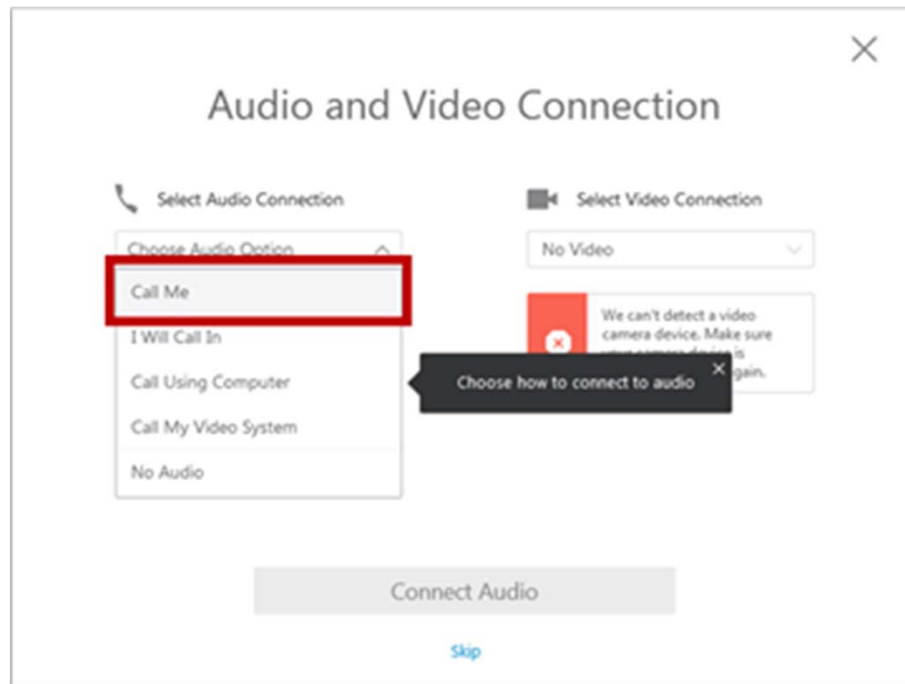 Audio and Video Connection
Select Audio Connection
Select Video Connection
Choose Audio Option
No Video
Call Me
I Will Call In
Call Using Computer
Call My Video System
No Audio
We can't detect a video
camera device. Make sure
is
gain.
Choose how to connect to audio
Connect Audio
Skip